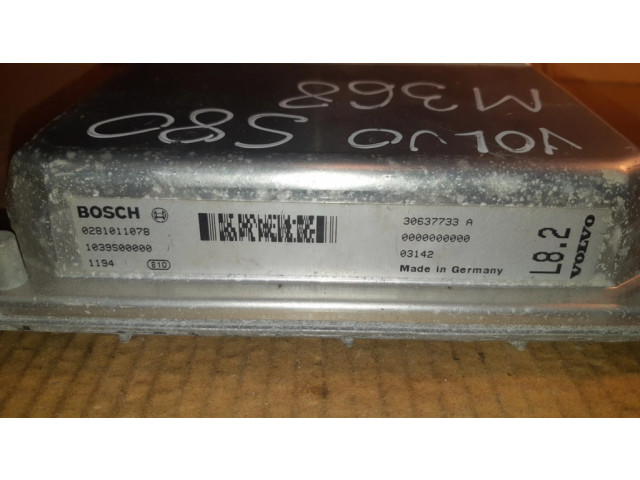 VOLVO S80
M368
BOSCH
0281011078
1039S00000
1194 810
30637733 A
0000000000
03142
Made in Germany
L8.2
VOLVO